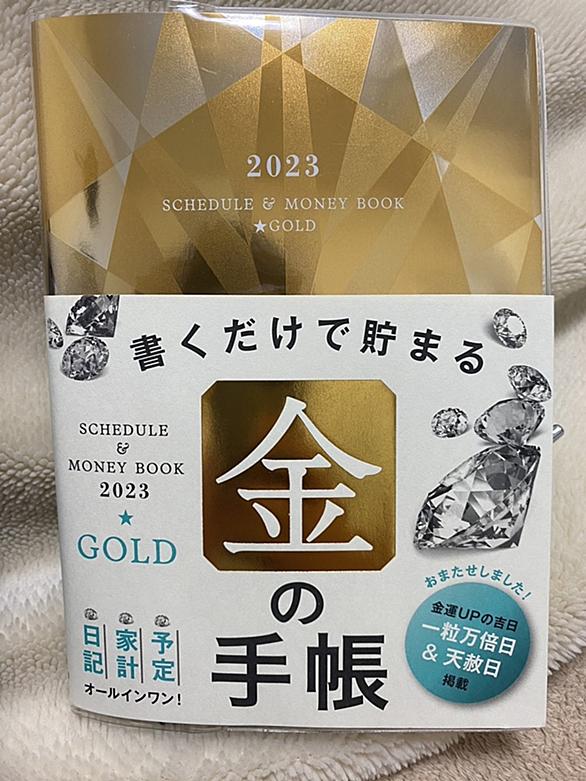 2023
SCHEDULE & MONEY BOOK
★GOLD
書くだけで貯まる
金
の
手帳
SCHEDULE
&
MONEY BOOK
2023
★
GOLD
予定
家計
日記
オールインワン!
おまたせしました!
金運UPの吉日
一粒万倍日
& 天赦日
掲載